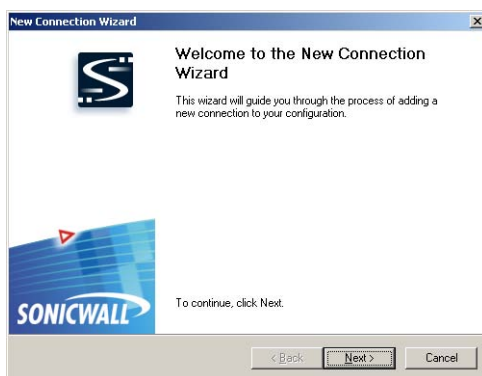 New Connection Wizard
Welcome to the New Connection
Wizard
This wizard will guide you through the process of adding a
new connection to your configuration.
SONICWALL
To continue, click Next.
< Back
Next >
Cancel